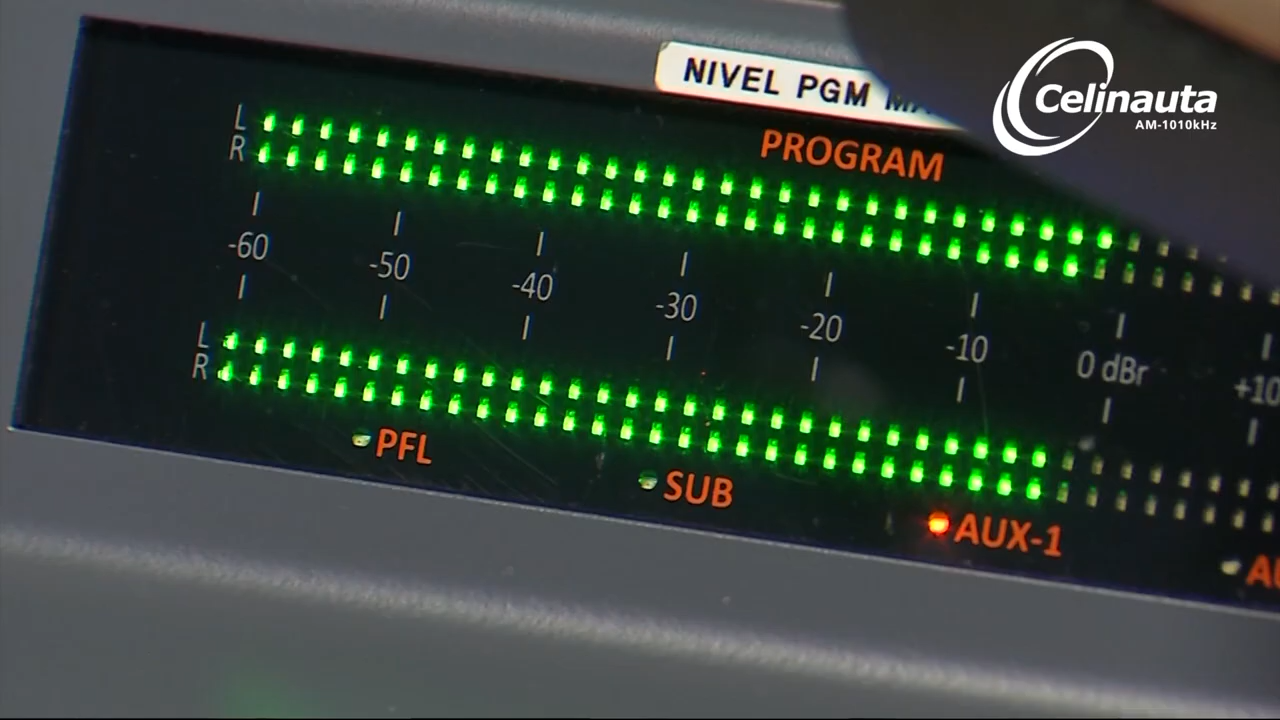 Celinauta
AM-1010kHz
NIVEL PGM
PROGRAM
L
R
-60 -50 -40 -30 -20 -10 0 dBr +10
L
R
PFL SUB AUX-1